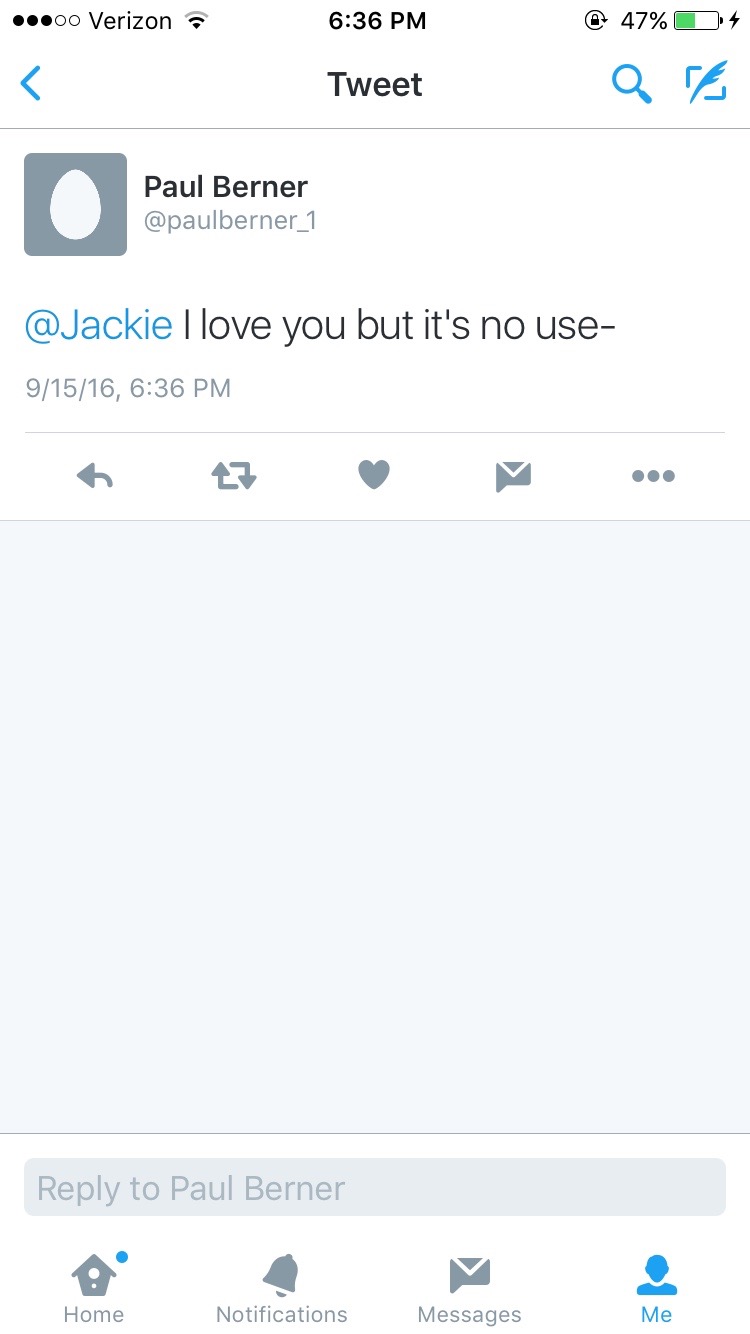 Verizon 6:36 PM 47%
Tweet
Paul Berner
@paulberner_1
@Jackie I love you but it's no use-
9/15/16, 6:36 PM
Reply to Paul Berner
Home Notifications Messages Me